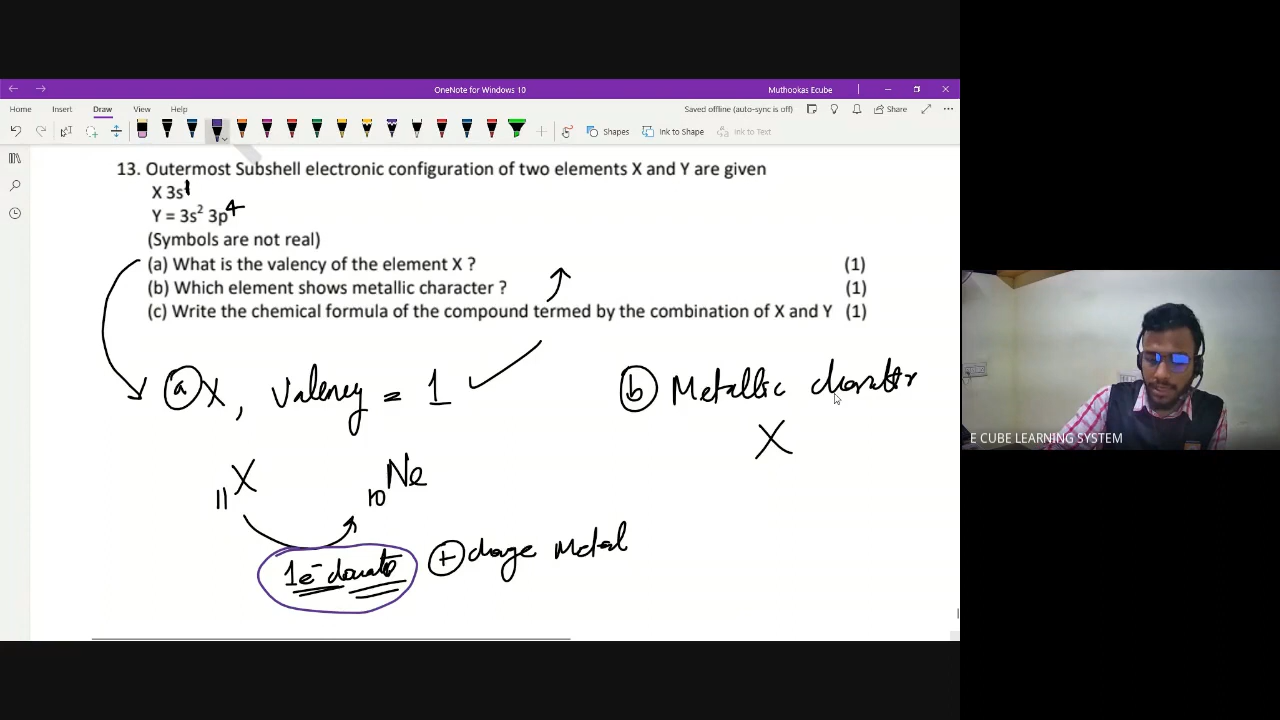 OneNote for Windows 10
Muthookas Ecube
Home Insert Draw View Help
Saved offline (auto-sync is off)
Share
Shapes
Ink to Shape
Ink to Text
13. Outermost Subshell electronic configuration of two elements X and Y are given
X 3s¹
Y = 3s² 3p⁴
(Symbols are not real)
(a) What is the valency of the element X ? (1)
(b) Which element shows metallic character ? (1)
(c) Write the chemical formula of the compound termed by the combination of X and Y (1)
ⓐ X, Valency = 1
ⓑ Metallic character
X
₁₁X ₁₀Ne
1e⁻ donate
⊕ charge Metal
E CUBE LEARNING SYSTEM